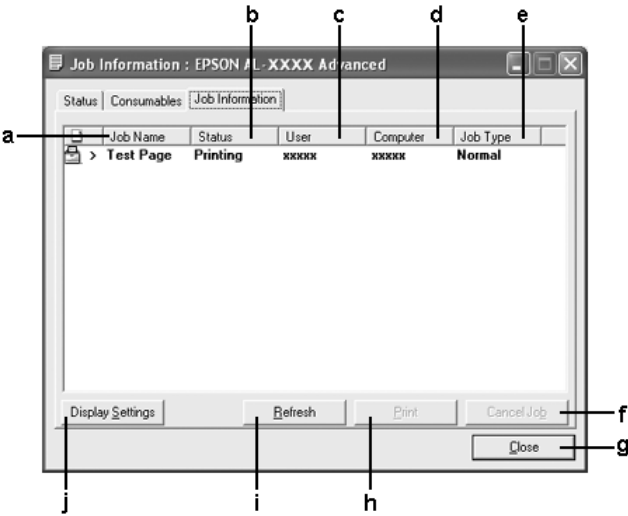 b c d e
Job Information : EPSON AL-XXXX Advanced
Status Consumables Job Information
a
Job Name Status User Computer Job Type
> Test Page Printing xxxxx xxxxx Normal
Display Settings Refresh Print Cancel Job
f
Close
g
j i h